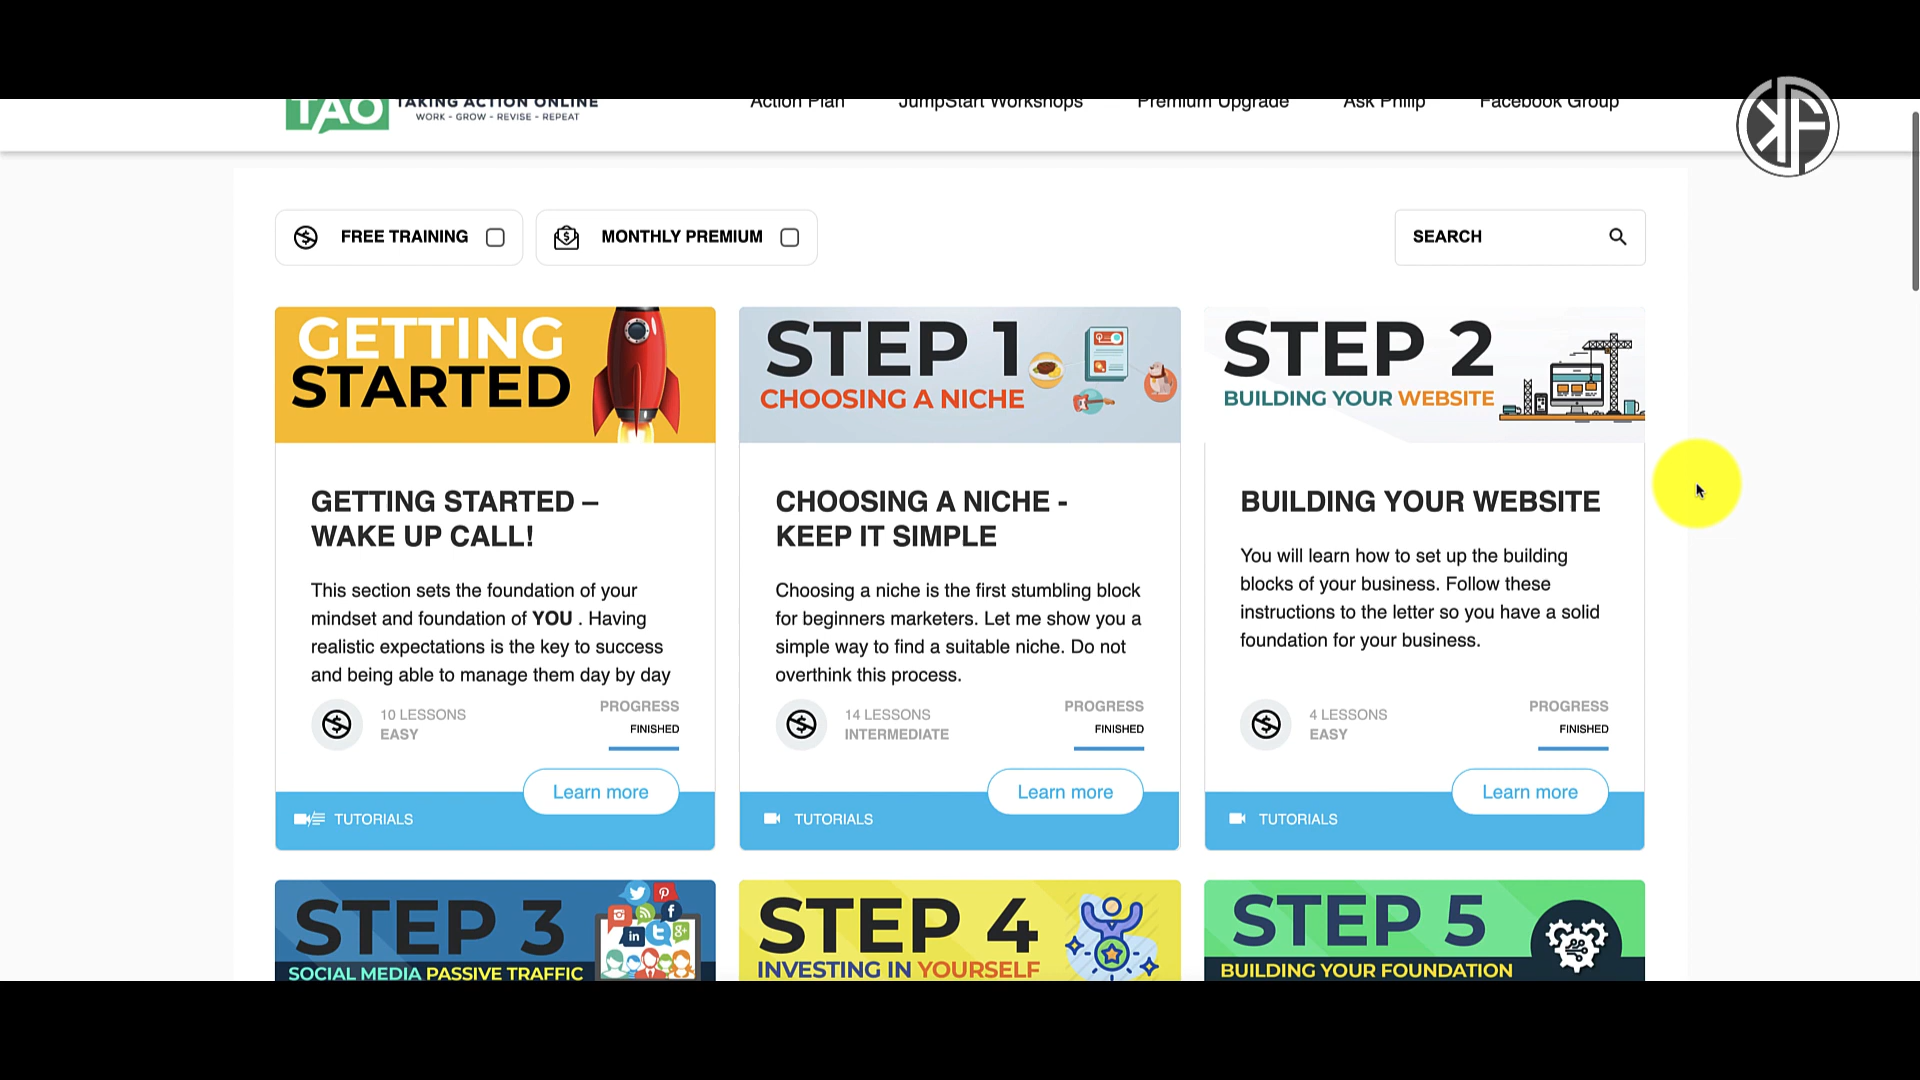 TAO TAKING ACTION ONLINE
WORK - GROW - REVISE - REPEAT
Action Plan JumpStart Workshops Premium Upgrade Ask Philip Facebook Group
KF
FREE TRAINING MONTHLY PREMIUM SEARCH
GETTING
STARTED
STEP 1
CHOOSING A NICHE
STEP 2
BUILDING YOUR WEBSITE
GETTING STARTED –
WAKE UP CALL!
This section sets the foundation of your
mindset and foundation of YOU . Having
realistic expectations is the key to success
and being able to manage them day by day
10 LESSONS
EASY
PROGRESS
FINISHED
Learn more
TUTORIALS
CHOOSING A NICHE -
KEEP IT SIMPLE
Choosing a niche is the first stumbling block
for beginners marketers. Let me show you a
simple way to find a suitable niche. Do not
overthink this process.
14 LESSONS
INTERMEDIATE
PROGRESS
FINISHED
Learn more
TUTORIALS
BUILDING YOUR WEBSITE
You will learn how to set up the building
blocks of your business. Follow these
instructions to the letter so you have a solid
foundation for your business.
4 LESSONS
EASY
PROGRESS
FINISHED
Learn more
TUTORIALS
STEP 3
SOCIAL MEDIA PASSIVE TRAFFIC
STEP 4
INVESTING IN YOURSELF
STEP 5
BUILDING YOUR FOUNDATION